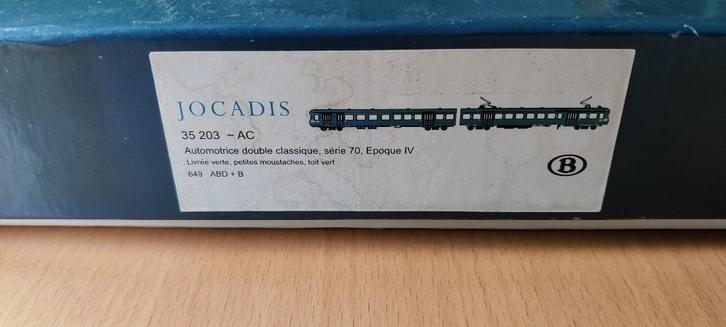 JOCADIS
35 203 ~ AC
Automotrice double classique, série 70, Epoque IV
Livrée verte, petites moustaches, toit vert
649 ABD + B
B